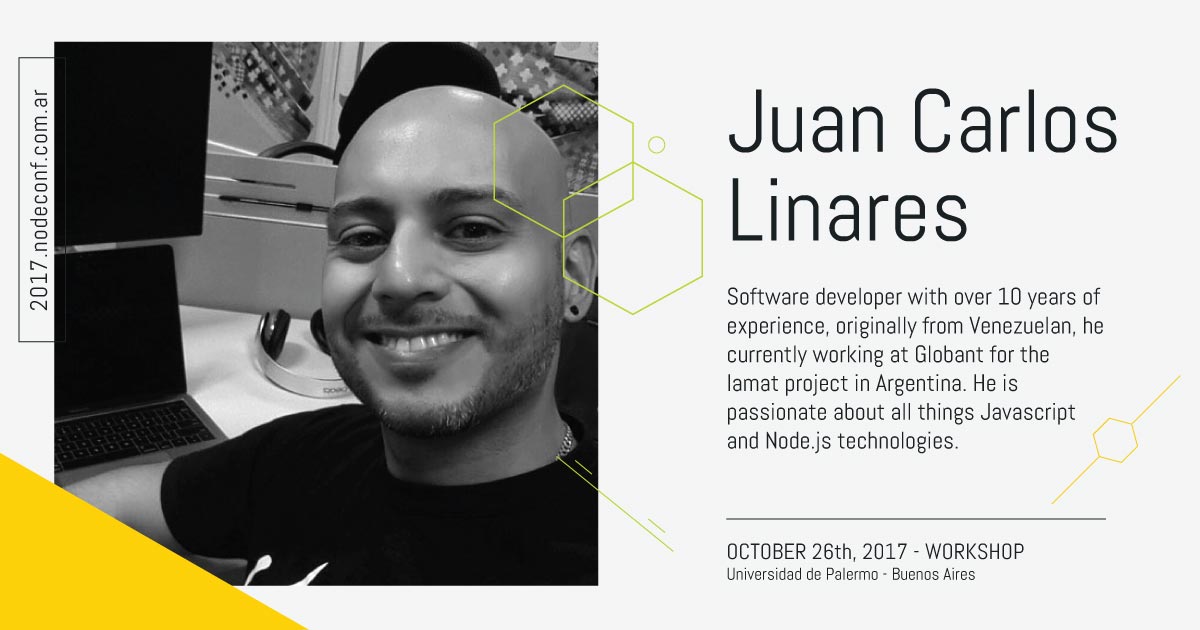 2017.nodeconf.com.ar
Juan Carlos
Linares
Software developer with over 10 years of
experience, originally from Venezuelan, he
currently working at Globant for the
Iamat project in Argentina. He is
passionate about all things Javascript
and Node.js technologies.
OCTOBER 26th, 2017 - WORKSHOP
Universidad de Palermo - Buenos Aires